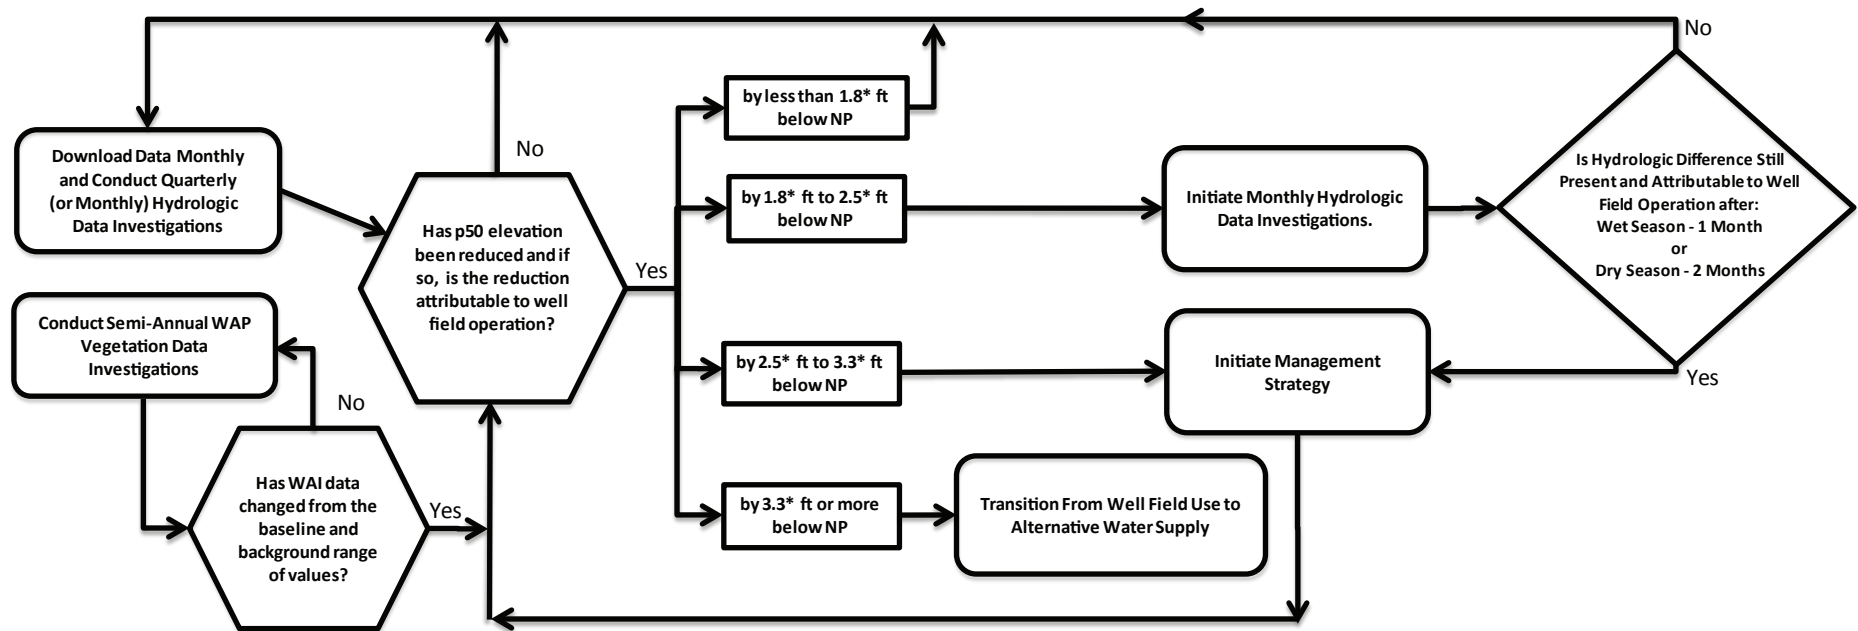 No
No
by less than 1.8* ft
below NP
Download Data Monthly
and Conduct Quarterly
(or Monthly) Hydrologic
Data Investigations
Has p50 elevation
been reduced and if
so, is the reduction
attributable to well
field operation?
Yes
by 1.8* ft to 2.5* ft
below NP
Initiate Monthly Hydrologic
Data Investigations.
Is Hydrologic Difference Still
Present and Attributable to Well
Field Operation after:
Wet Season - 1 Month
or
Dry Season - 2 Months
Conduct Semi-Annual WAP
Vegetation Data
Investigations
No
by 2.5* ft to 3.3* ft
below NP
Initiate Management
Strategy
Yes
Has WAI data
changed from the
baseline and
background range
of values?
Yes
by 3.3* ft or more
below NP
Transition From Well Field Use to
Alternative Water Supply